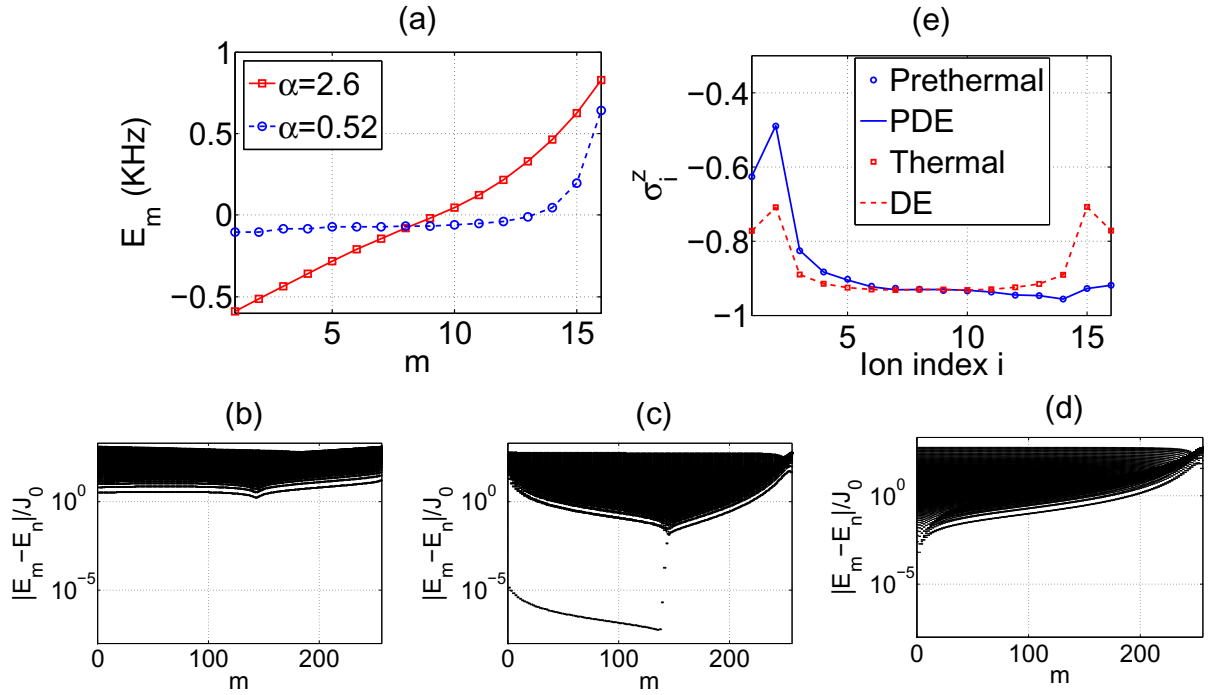 (a)
E_m (KHz)
1
0.5
0
−0.5
α=2.6
α=0.52
5
10
15
m
(e)
σ_i^z
−0.4
−0.6
−0.8
−1
Prethermal
PDE
Thermal
DE
5
10
15
Ion index i
(b)
|E_m−E_n|/J_0
10^0
10^−5
0
100
200
m
(c)
|E_m−E_n|/J_0
10^0
10^−5
0
100
200
m
(d)
|E_m−E_n|/J_0
10^0
10^−5
0
100
200
m